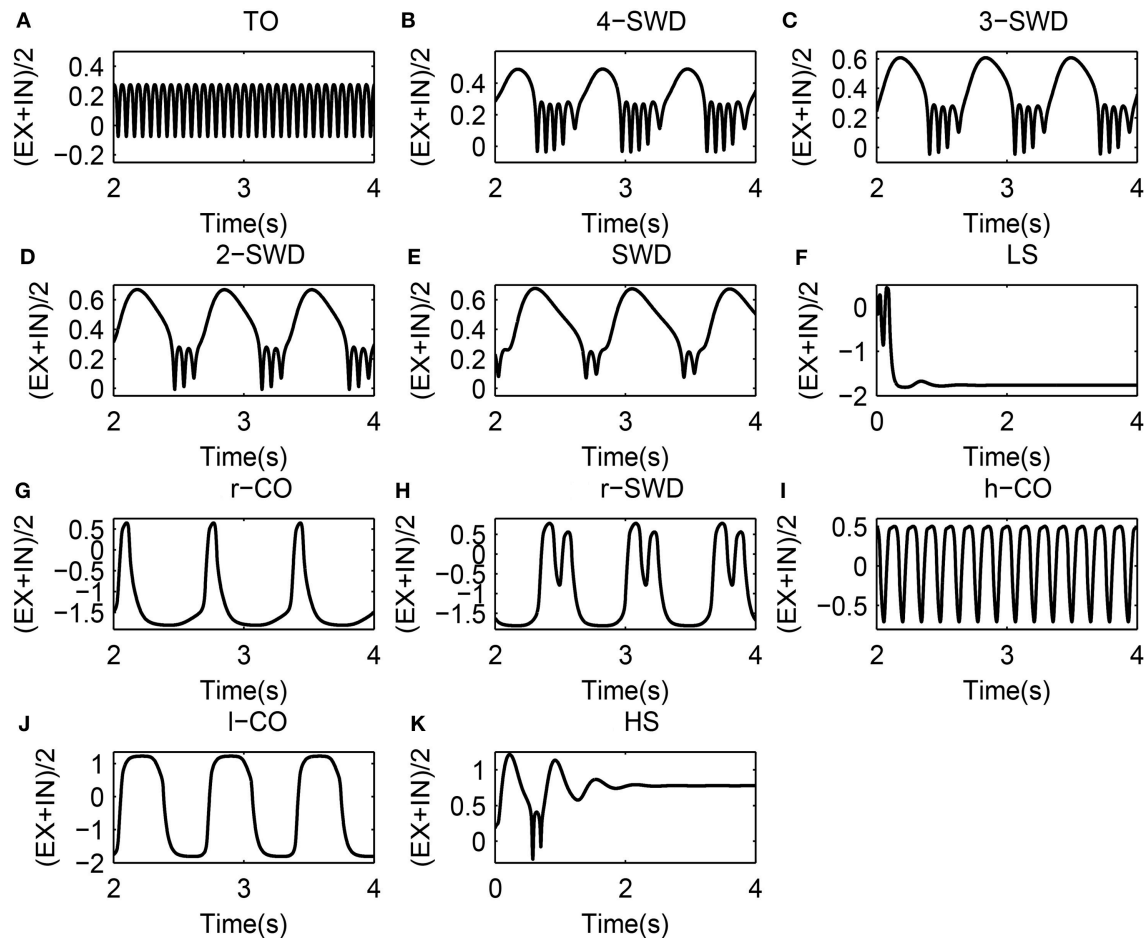 A TO
(EX+IN)/2
0.4
0.2
0
−0.2
2 3 4
Time(s)
B 4−SWD
(EX+IN)/2
0.4
0.2
0
2 3 4
Time(s)
C 3−SWD
(EX+IN)/2
0.6
0.4
0.2
0
2 3 4
Time(s)
D 2−SWD
(EX+IN)/2
0.6
0.4
0.2
0
2 3 4
Time(s)
E SWD
(EX+IN)/2
0.6
0.4
0.2
0
2 3 4
Time(s)
F LS
(EX+IN)/2
0
−1
−2
0 2 4
Time(s)
G r−CO
(EX+IN)/2
0.5
0
−0.5
−1.5
2 3 4
Time(s)
H r−SWD
(EX+IN)/2
0.5
0
−0.5
−1.5
2 3 4
Time(s)
I h−CO
(EX+IN)/2
0.5
0
−0.5
2 3 4
Time(s)
J l−CO
(EX+IN)/2
1
0
−1
−2
2 3 4
Time(s)
K HS
(EX+IN)/2
1
0.5
0
0 2 4
Time(s)